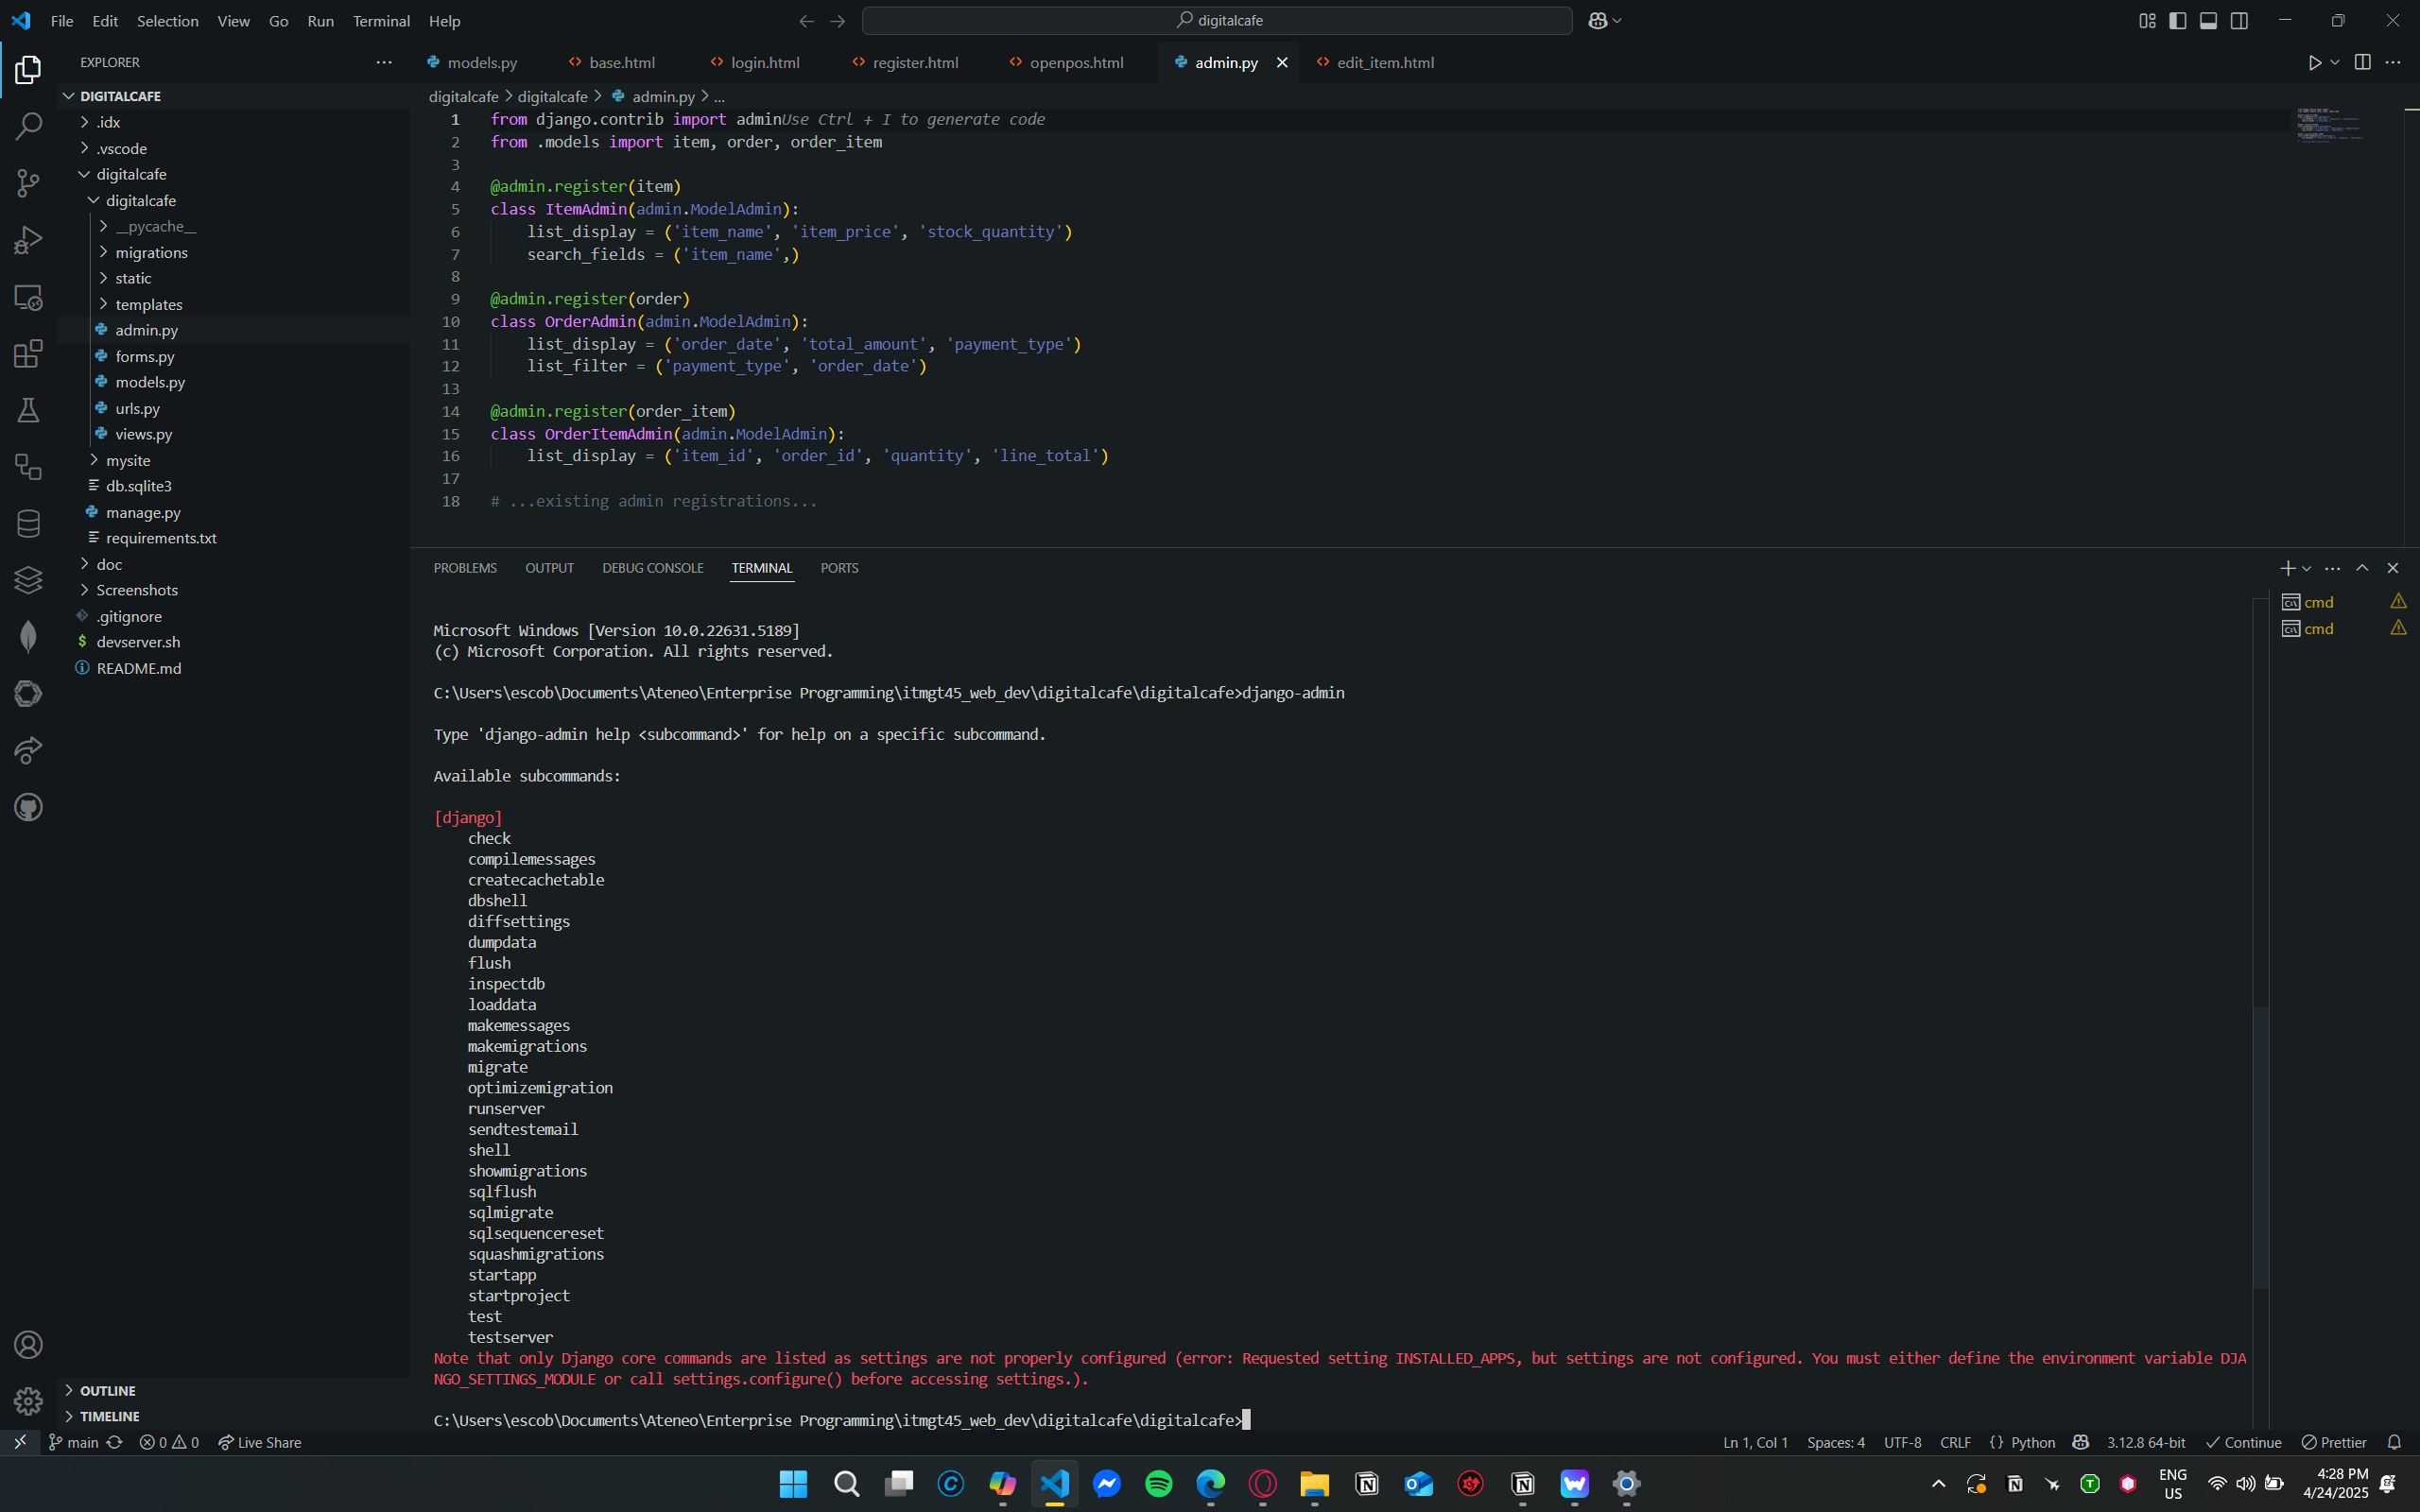 File Edit Selection View Go Run Terminal Help
digitalcafe
EXPLORER
models.py base.html login.html register.html openpos.html admin.py edit_item.html
DIGITALCAFE
.idx
.vscode
digitalcafe
digitalcafe
__pycache__
migrations
static
templates
admin.py
forms.py
models.py
urls.py
views.py
mysite
db.sqlite3
manage.py
requirements.txt
doc
Screenshots
.gitignore
$ devserver.sh
README.md
OUTLINE
TIMELINE
digitalcafe > digitalcafe > admin.py > ...
1 from django.contrib import adminUse Ctrl + I to generate code
2 from .models import item, order, order_item
3
4 @admin.register(item)
5 class ItemAdmin(admin.ModelAdmin):
6 list_display = ('item_name', 'item_price', 'stock_quantity')
7 search_fields = ('item_name',)
8
9 @admin.register(order)
10 class OrderAdmin(admin.ModelAdmin):
11 list_display = ('order_date', 'total_amount', 'payment_type')
12 list_filter = ('payment_type', 'order_date')
13
14 @admin.register(order_item)
15 class OrderItemAdmin(admin.ModelAdmin):
16 list_display = ('item_id', 'order_id', 'quantity', 'line_total')
17
18 # ...existing admin registrations...
PROBLEMS OUTPUT DEBUG CONSOLE TERMINAL PORTS
cmd
cmd
Microsoft Windows [Version 10.0.22631.5189]
(c) Microsoft Corporation. All rights reserved.
C:\Users\escob\Documents\Ateneo\Enterprise Programming\itmgt45_web_dev\digitalcafe\digitalcafe>django-admin
Type 'django-admin help <subcommand>' for help on a specific subcommand.
Available subcommands:
[django]
check
compilemessages
createcachetable
dbshell
diffsettings
dumpdata
flush
inspectdb
loaddata
makemessages
makemigrations
migrate
optimizemigration
runserver
sendtestemail
shell
showmigrations
sqlflush
sqlmigrate
sqlsequencereset
squashmigrations
startapp
startproject
test
testserver
Note that only Django core commands are listed as settings are not properly configured (error: Requested setting INSTALLED_APPS, but settings are not configured. You must either define the environment variable DJA
NGO_SETTINGS_MODULE or call settings.configure() before accessing settings.).
C:\Users\escob\Documents\Ateneo\Enterprise Programming\itmgt45_web_dev\digitalcafe\digitalcafe>
main 0 0 Live Share Ln 1, Col 1 Spaces: 4 UTF-8 CRLF {} Python 3.12.8 64-bit Continue Prettier
ENG
US
4:28 PM
4/24/2025